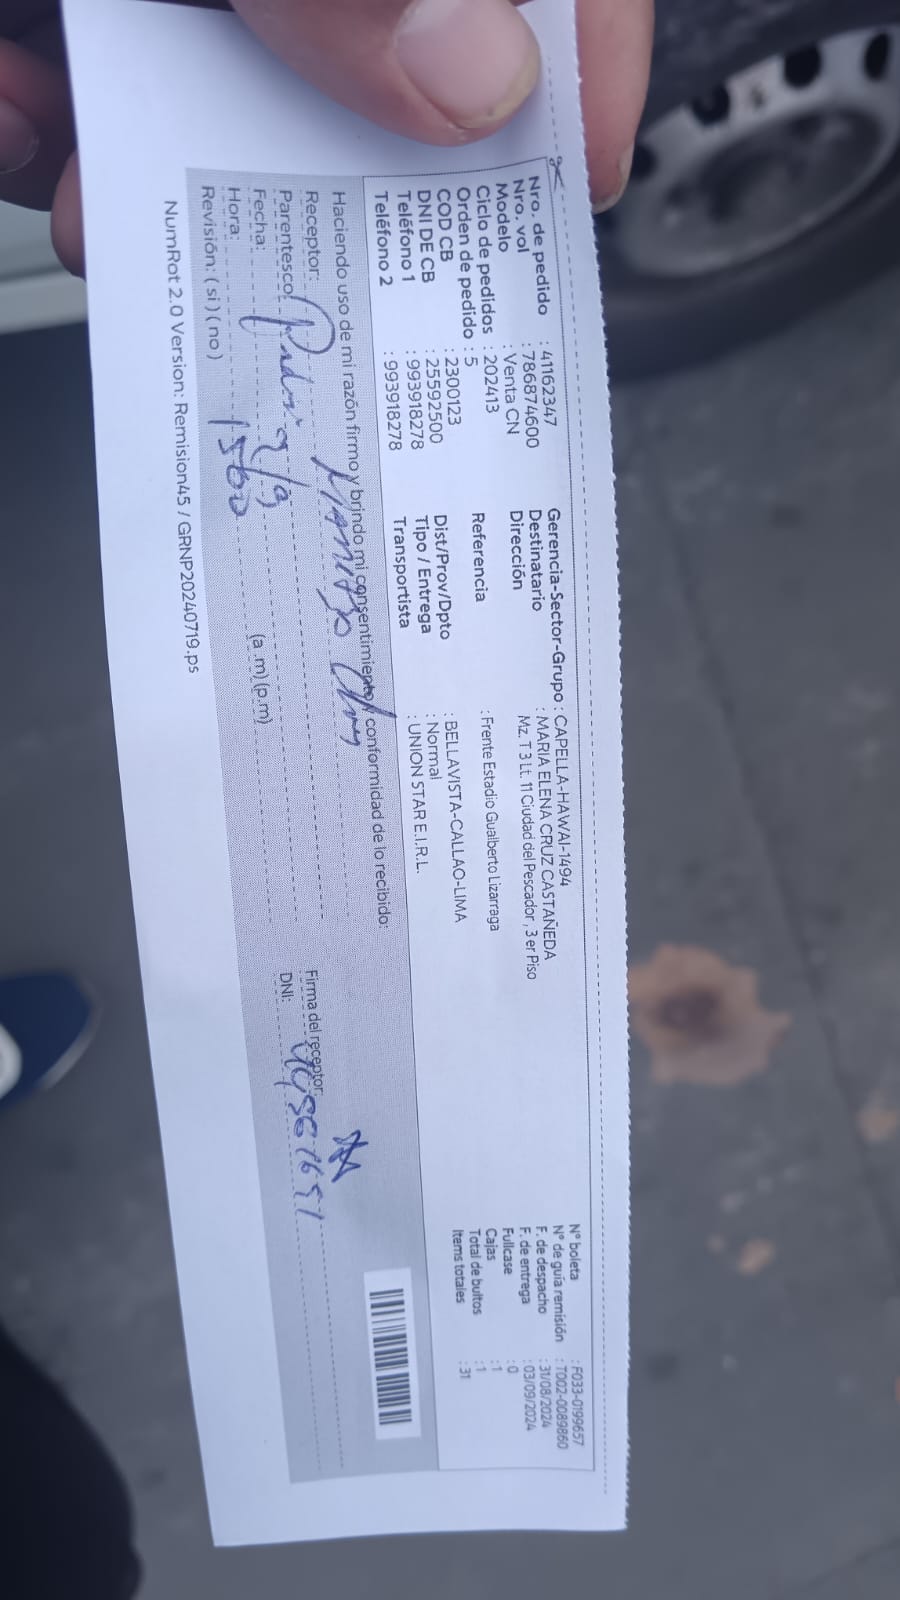 Nro. de pedido : 41162347
Nro. vol : 786874600
Modelo : Venta CN
Ciclo de pedidos : 202413
Orden de pedido : 5
COD CB : 2300123
DNI DE CB : 25592500
Teléfono 1 : 993918278
Teléfono 2 : 993918278
Gerencia-Sector-Grupo : CAPELLA-HAWAI-1494
Destinatario : MARIA ELENA CRUZ CASTAÑEDA
Dirección Mz. T 3 Lt. 11 Ciudad del Pescador , 3 er Piso
Referencia : Frente Estadio Gualberto Lizarraga
Dist/Prov/Dpto : BELLAVISTA-CALLAO-LIMA
Tipo / Entrega : Normal
Transportista : UNION STAR E.I.R.L.
N° boleta : F033-0199657
N° de guía remisión : T002-0089860
F. de despacho : 31/08/2024
F. de entrega : 03/09/2024
Fullcase : 0
Cajas : 1
Total de bultos : 1
Items totales : 31
Haciendo uso de mi razón firmo y brindo mi consentimiento y conformidad de lo recibido:
Receptor:
Parentesco:
Fecha:
Hora: 1500 (a .m) (p.m)
Revisión: ( si ) ( no )
Firma del receptor
DNI:
NumRot 2.0 Version: Remision45 / GRNP20240719.ps